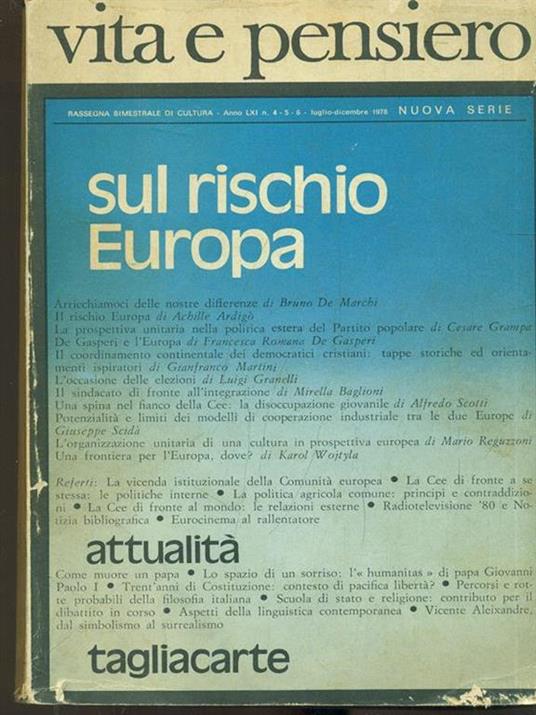 vita e pensiero
RASSEGNA BIMESTRALE DI CULTURA - Anno LXI n. 4 - 5 - 6 - luglio-dicembre 1978 NUOVA SERIE
sul rischio
Europa
Arricchiamoci delle nostre differenze di Bruno De Marchi
Il rischio Europa di Achille Ardigò
La prospettiva unitaria nella politica estera del Partito popolare di Cesare Grampa
De Gasperi e l'Europa di Francesca Romana De Gasperi
Il coordinamento continentale dei democratici cristiani: tappe storiche ed orienta-
menti ispiratori di Gianfranco Martini
L'occasione delle elezioni di Luigi Granelli
Il sindacato di fronte all'integrazione di Mirella Baglioni
Una spina nel fianco della Cee: la disoccupazione giovanile di Alfredo Scotti
Potenzialità e limiti dei modelli di cooperazione industriale tra le due Europe di
Giuseppe Scidà
L'organizzazione unitaria di una cultura in prospettiva europea di Mario Reguzzoni
Una frontiera per l'Europa, dove? di Karol Wojtyla
Referti: La vicenda istituzionale della Comunità europea • La Cee di fronte a se
stessa: le politiche interne • La politica agricola comune: principi e contraddizio-
ni • La Cee di fronte al mondo: le relazioni esterne • Radiotelevisione '80 e No-
tizia bibliografica • Eurocinema al rallentatore
attualità
Come muore un papa • Lo spazio di un sorriso: l'« humanitas » di papa Giovanni
Paolo I • Trent'anni di Costituzione: contesto di pacifica libertà? • Percorsi e rot-
te probabili della filosofia italiana • Scuola di stato e religione: contributo per il
dibattito in corso • Aspetti della linguistica contemporanea • Vicente Aleixandre,
dal simbolismo al surrealismo
tagliacarte